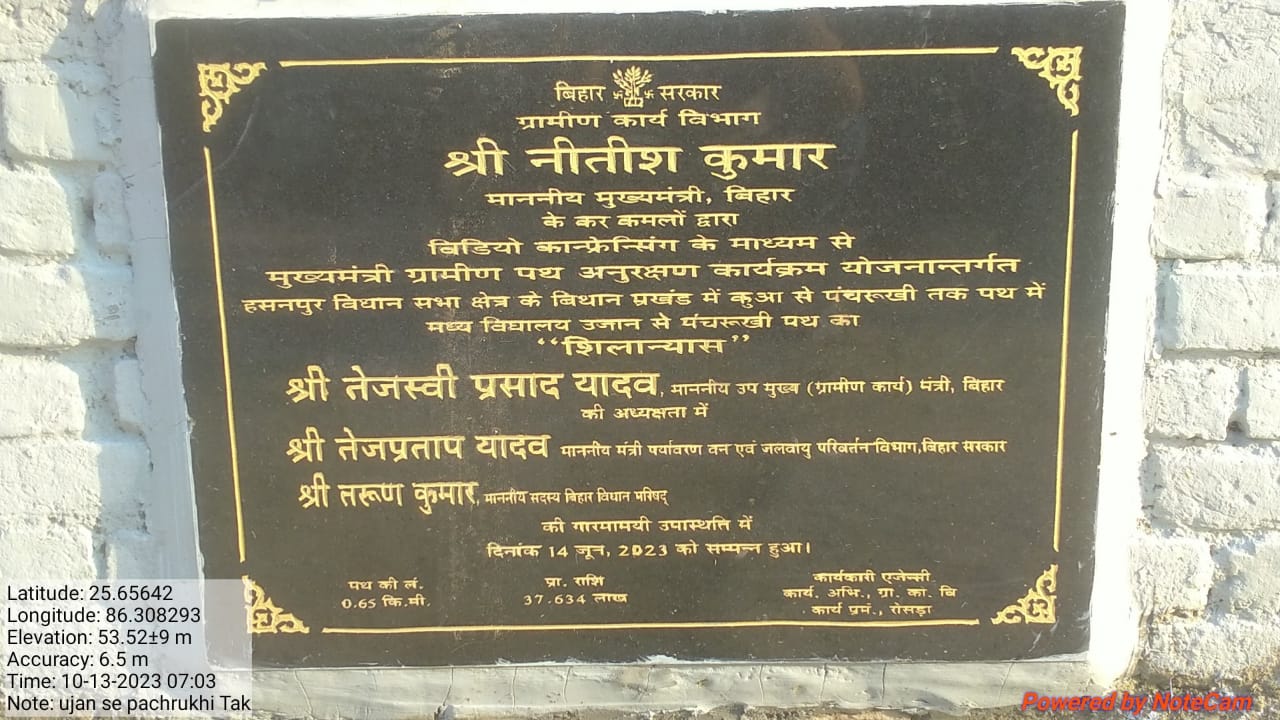 बिहार सरकार
ग्रामीण कार्य विभाग
श्री नीतीश कुमार
माननीय मुख्यमंत्री, बिहार
के कर कमलों द्वारा
विडियो कान्फ्रेन्सिंग के माध्यम से
मुख्यमंत्री ग्रामीण पथ अनुरक्षण कार्यक्रम योजनान्तर्गत
हसनपुर विधान सभा क्षेत्र के बिथान प्रखंड में कुआ से पंचरूखी तक पथ में
मध्य विद्यालय उजान से पंचरूखी पथ का
“शिलान्यास”
श्री तेजस्वी प्रसाद यादव, माननीय उप मुख्य (ग्रामीण कार्य) मंत्री, बिहार
की अध्यक्षता में
श्री तेजप्रताप यादव माननीय मंत्री पर्यावरण वन एवं जलवायु परिवर्तन विभाग,बिहार सरकार
श्री तरूण कुमार, माननीय सदस्य बिहार विधान परिषद्
की गारमामयी उपास्थति में
दिनांक 14 जून, 2023 को सम्पन्न हुआ।
पथ की लं. प्रा. राशि कार्यकारी एजेन्सी
0.65 कि.मी. 37.634 लाख कार्य. अभि., ग्रा. का. वि
कार्य प्रमं., रोसड़ा
Latitude: 25.65642
Longitude: 86.308293
Elevation: 53.52±9 m
Accuracy: 6.5 m
Time: 10-13-2023 07:03
Note: ujan se pachrukhi Tak
Powered by NoteCam